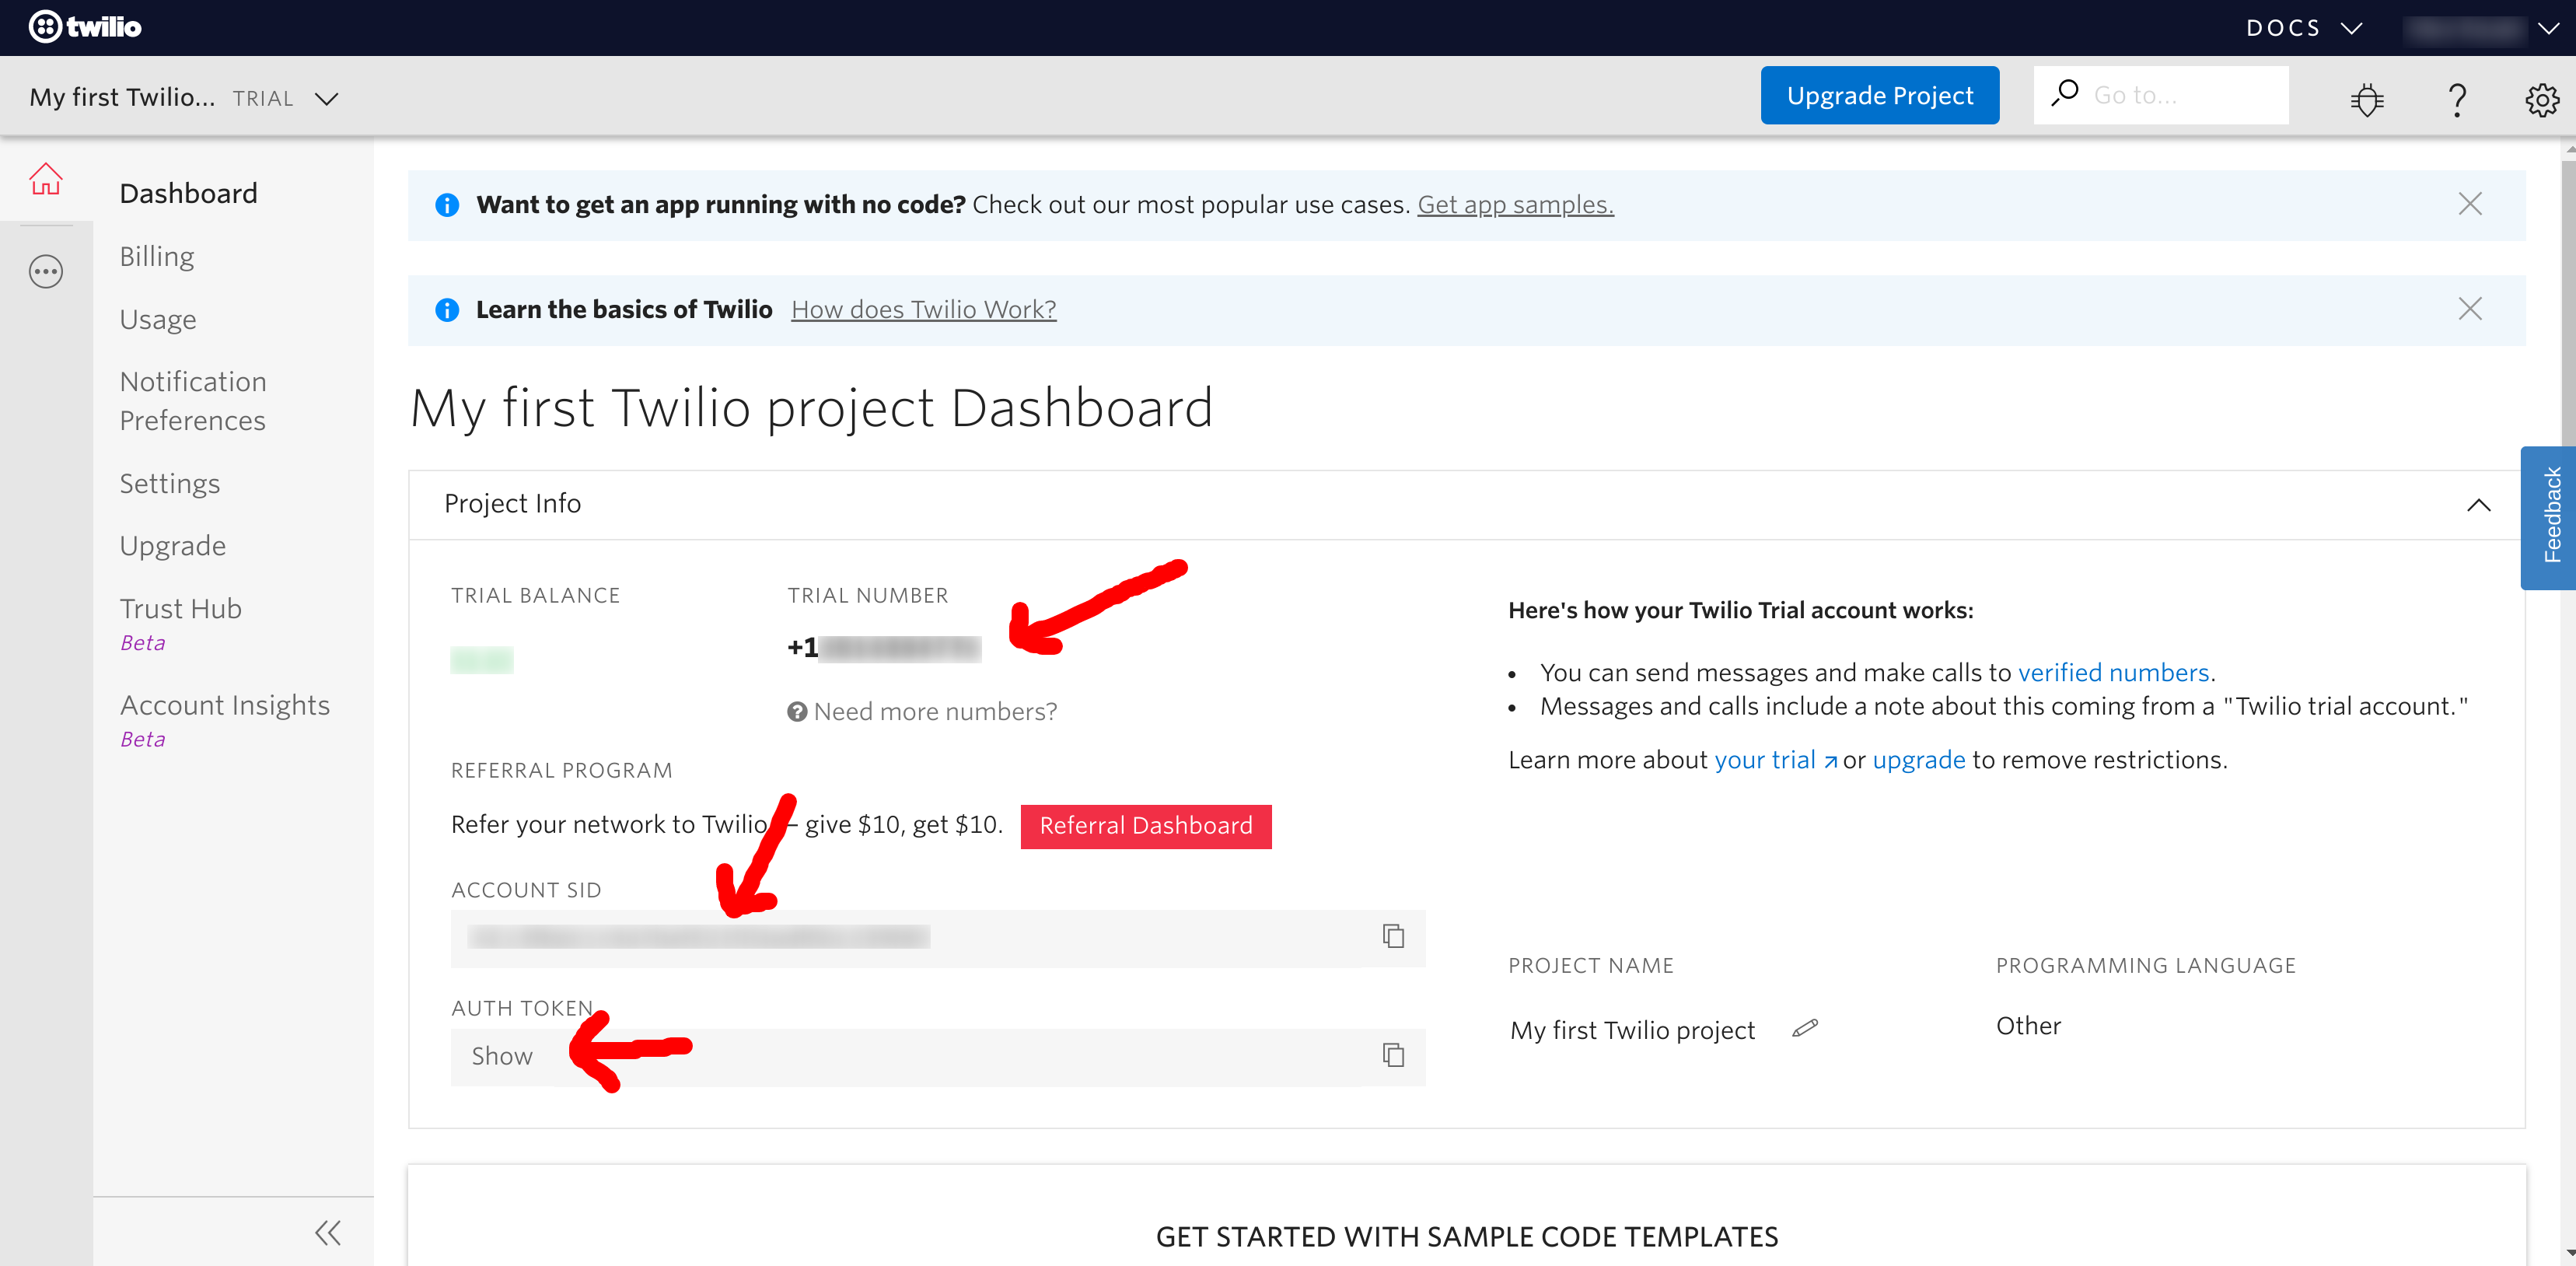 twilio
DOCS
My first Twilio... TRIAL
Upgrade Project
Go to...
Dashboard
Billing
Usage
Notification
Preferences
Settings
Upgrade
Trust Hub
Beta
Account Insights
Beta
Want to get an app running with no code? Check out our most popular use cases. Get app samples.
Learn the basics of Twilio How does Twilio Work?
My first Twilio project Dashboard
Project Info
TRIAL BALANCE
TRIAL NUMBER
+1
Need more numbers?
REFERRAL PROGRAM
Refer your network to Twilio – give $10, get $10.
Referral Dashboard
ACCOUNT SID
AUTH TOKEN
Show
Here's how your Twilio Trial account works:
• You can send messages and make calls to verified numbers.
• Messages and calls include a note about this coming from a "Twilio trial account."
Learn more about your trial or upgrade to remove restrictions.
PROJECT NAME
My first Twilio project
PROGRAMMING LANGUAGE
Other
Feedback
GET STARTED WITH SAMPLE CODE TEMPLATES